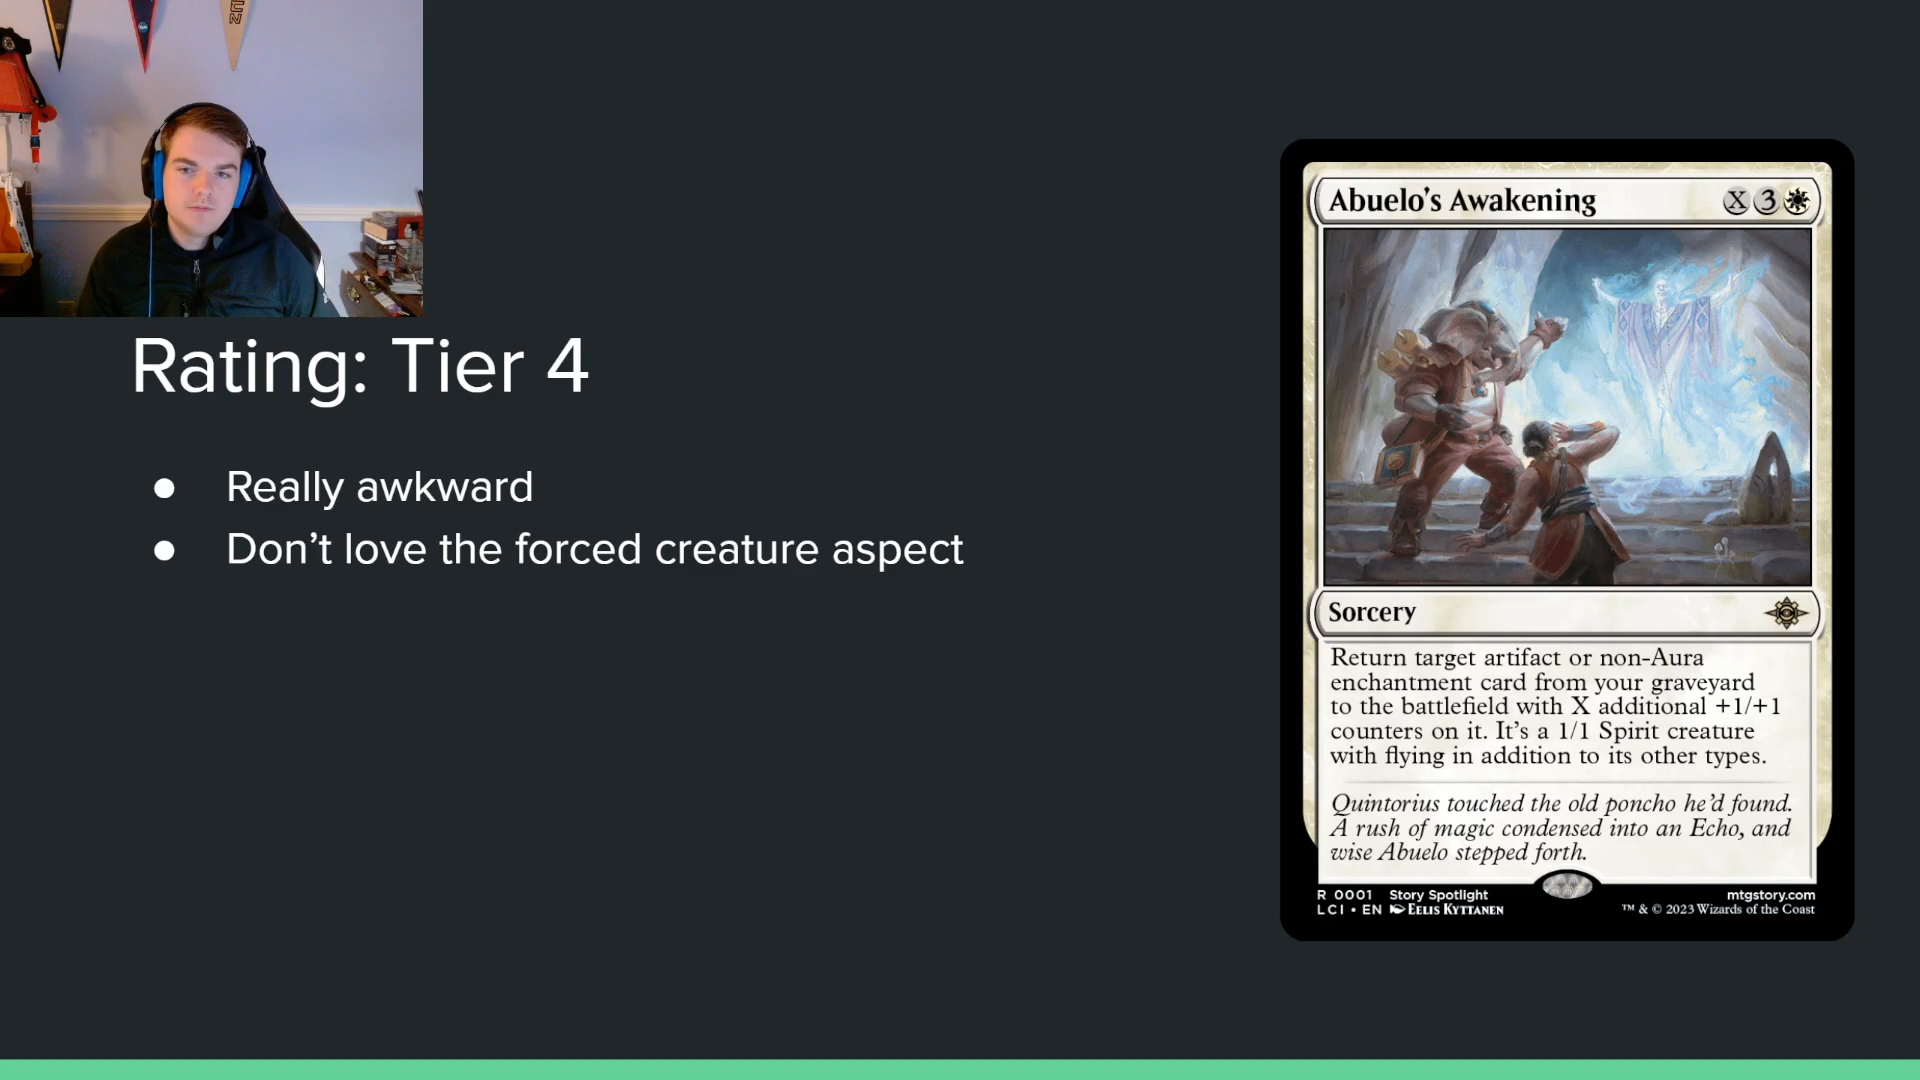 Rating: Tier 4
● Really awkward
● Don’t love the forced creature aspect
Abuelo's Awakening X 3
Sorcery
Return target artifact or non-Aura
enchantment card from your graveyard
to the battlefield with X additional +1/+1
counters on it. It's a 1/1 Spirit creature
with flying in addition to its other types.
Quintorius touched the old poncho he'd found.
A rush of magic condensed into an Echo, and
wise Abuelo stepped forth.
R 0001 Story Spotlight mtgstory.com
LCI • EN EELIS KYTTANEN ™ & © 2023 Wizards of the Coast